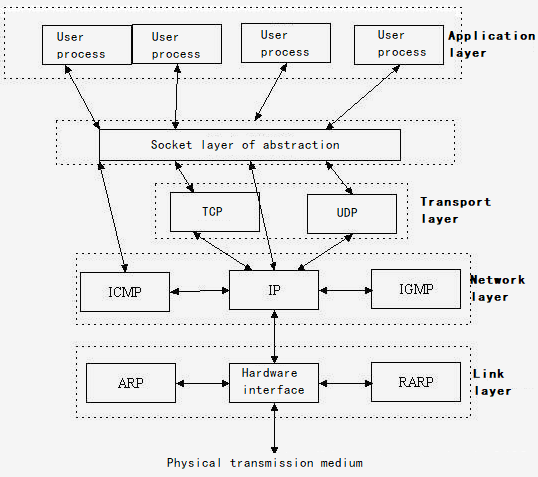 User
process
User
process
User
process
User
process
Application
layer
Socket layer of abstraction
TCP
UDP
Transport
layer
ICMP
IP
IGMP
Network
layer
ARP
Hardware
interface
RARP
Link
layer
Physical transmission medium